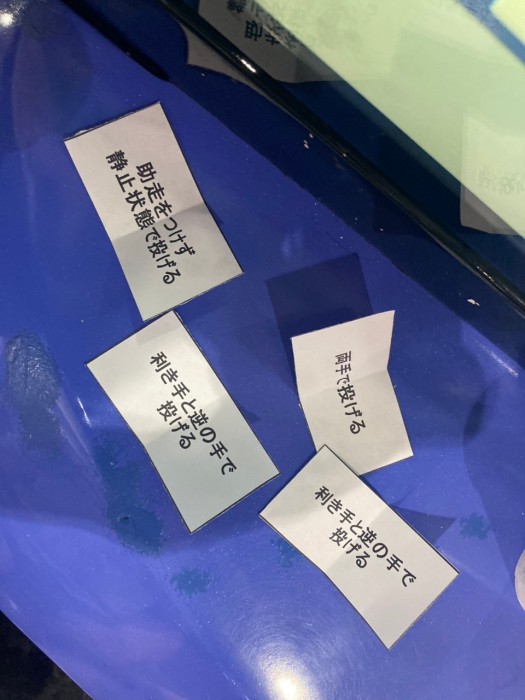 助走をつけず
静止状態で投げる
利き手と逆の手で
投げる
両手で投げる
利き手と逆の手で
投げる